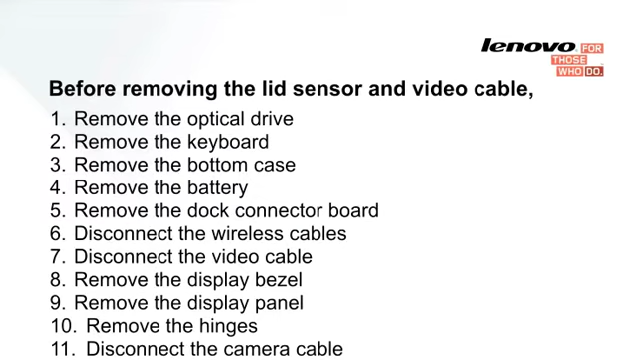 lenovo FOR
THOSE
WHO DO.
Before removing the lid sensor and video cable,
1. Remove the optical drive
2. Remove the keyboard
3. Remove the bottom case
4. Remove the battery
5. Remove the dock connector board
6. Disconnect the wireless cables
7. Disconnect the video cable
8. Remove the display bezel
9. Remove the display panel
10. Remove the hinges
11. Disconnect the camera cable